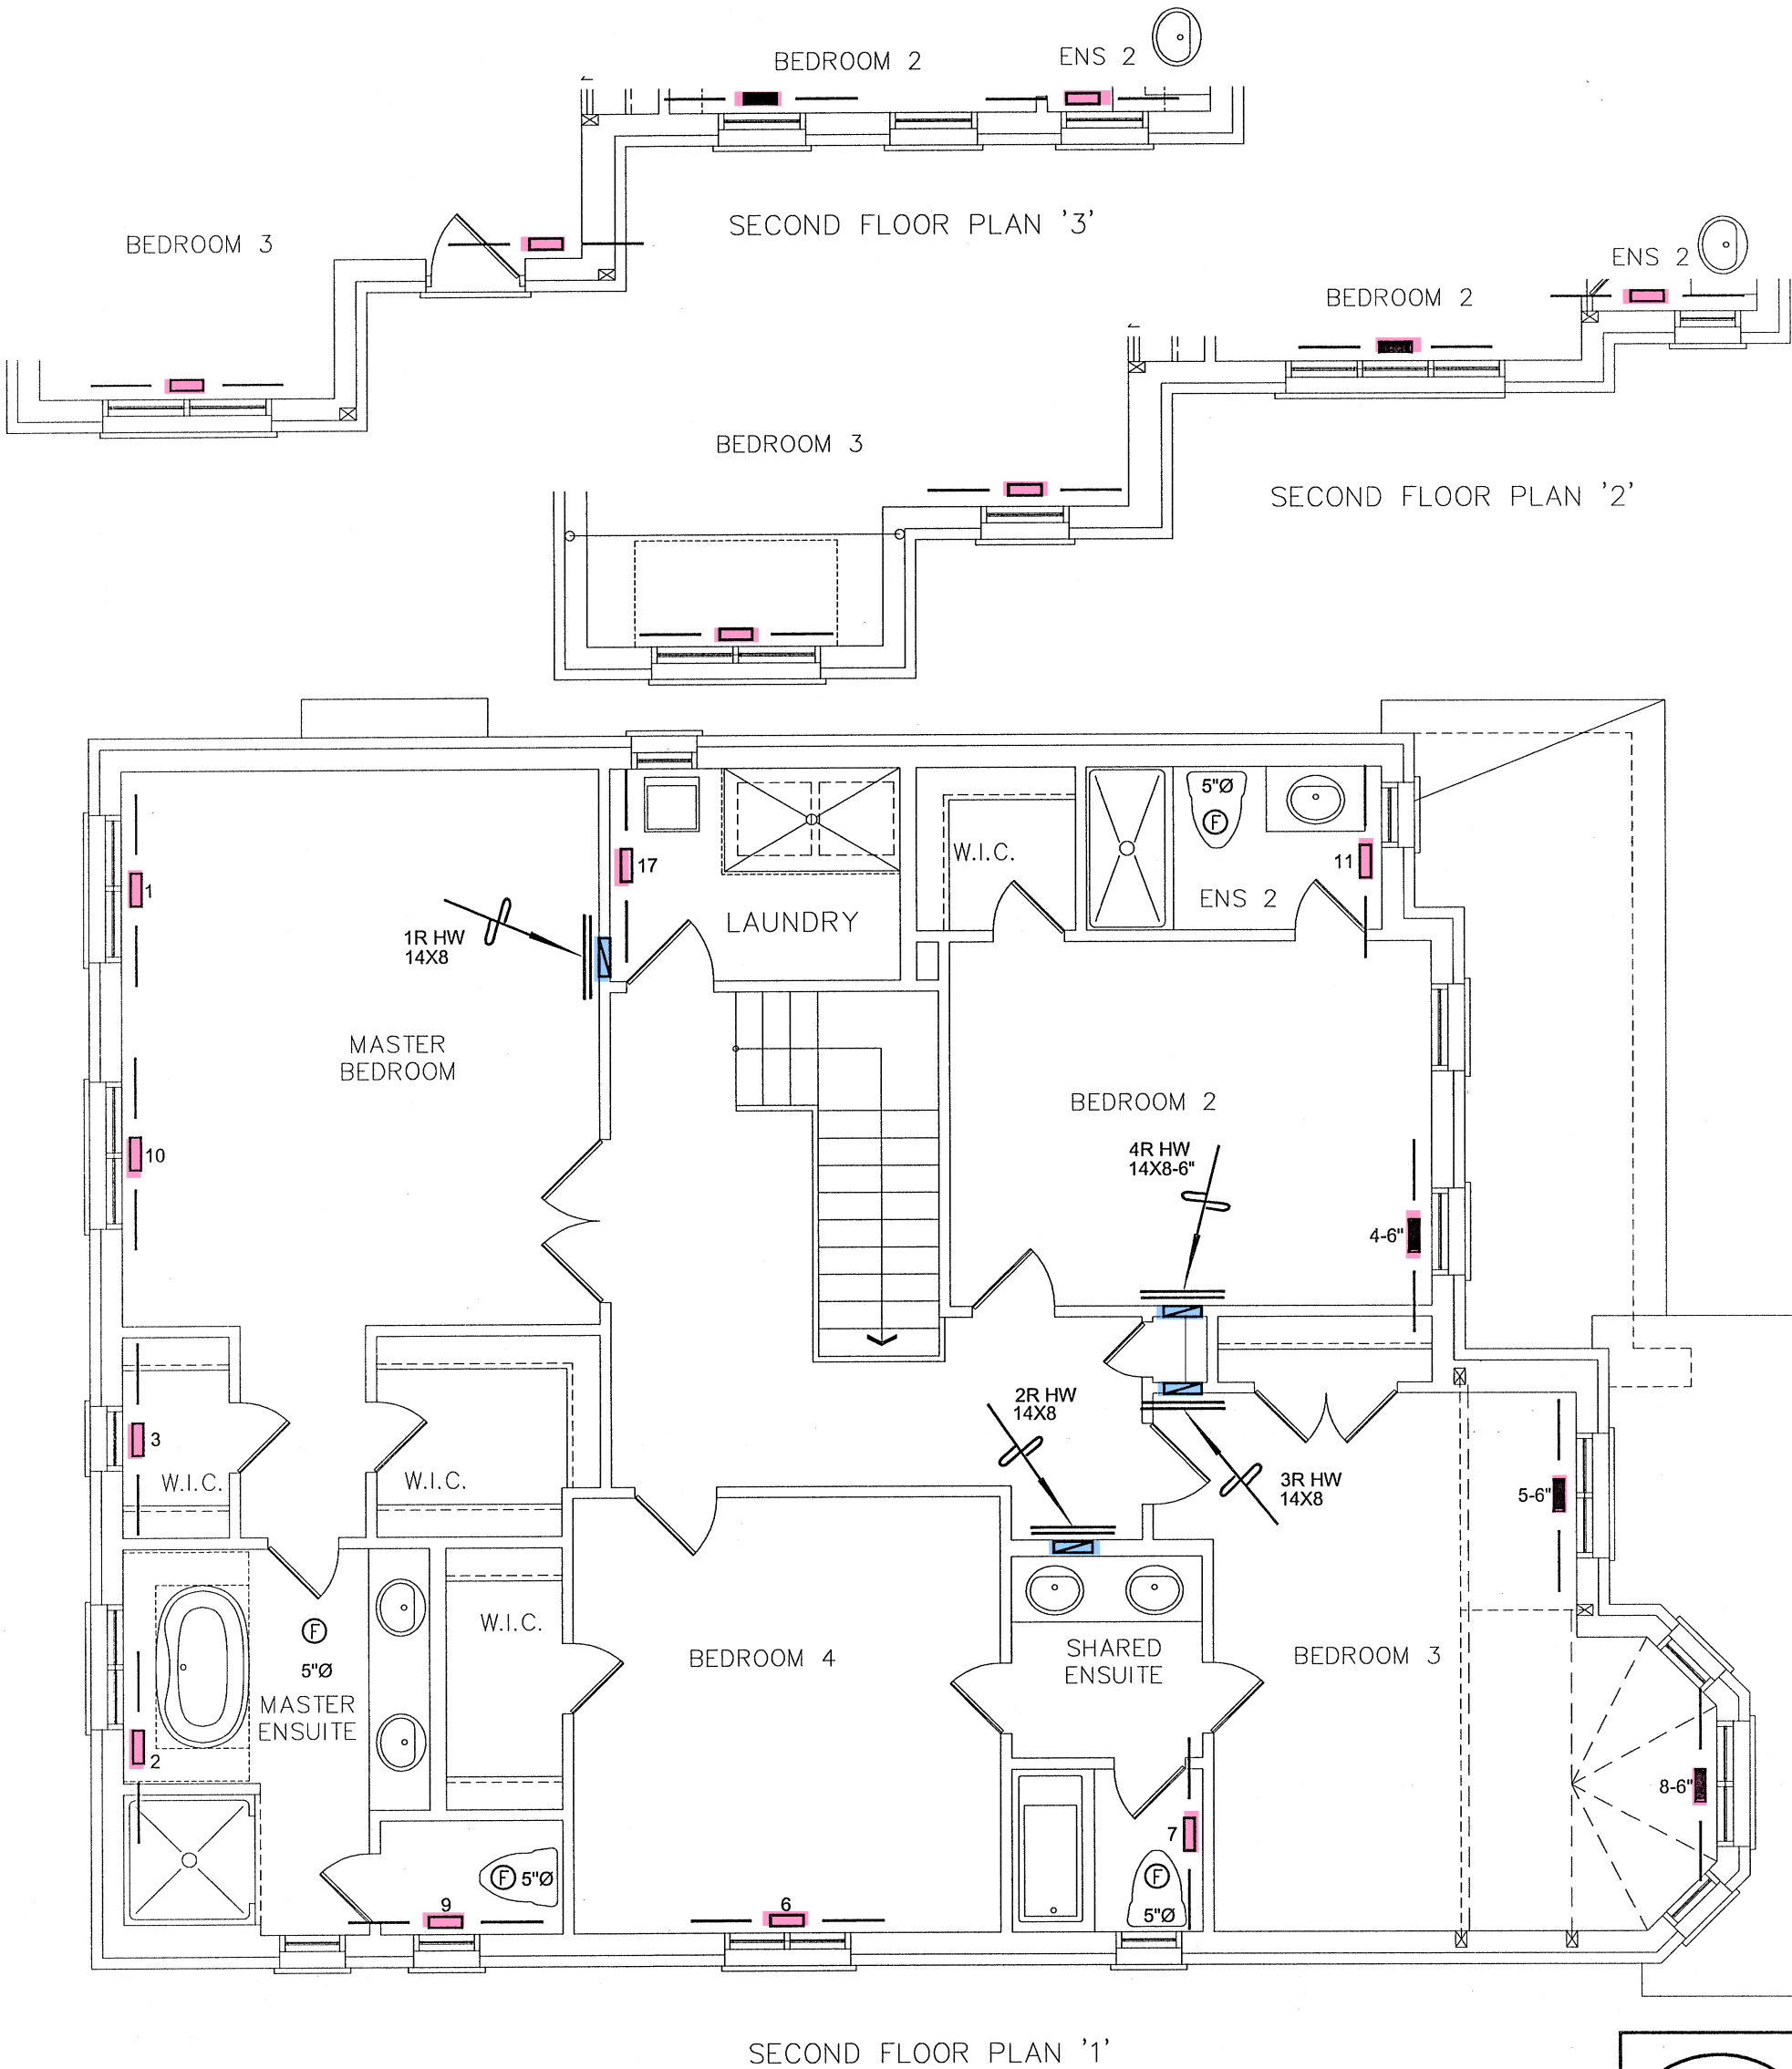 BEDROOM 2
ENS 2
SECOND FLOOR PLAN '3'
BEDROOM 3
ENS 2
BEDROOM 2
BEDROOM 3
SECOND FLOOR PLAN '2'
5"Ø
F
W.I.C.
17
11
1
ENS 2
LAUNDRY
1R HW
14X8
MASTER
BEDROOM
BEDROOM 2
10
4R HW
14X8-6"
4-6"
2R HW
14X8
3
W.I.C.
W.I.C.
3R HW
14X8
5-6"
F
5"Ø
W.I.C.
MASTER
ENSUITE
BEDROOM 4
SHARED
ENSUITE
BEDROOM 3
2
8-6"
7
F 5"Ø
F
5"Ø
9
6
SECOND FLOOR PLAN '1'